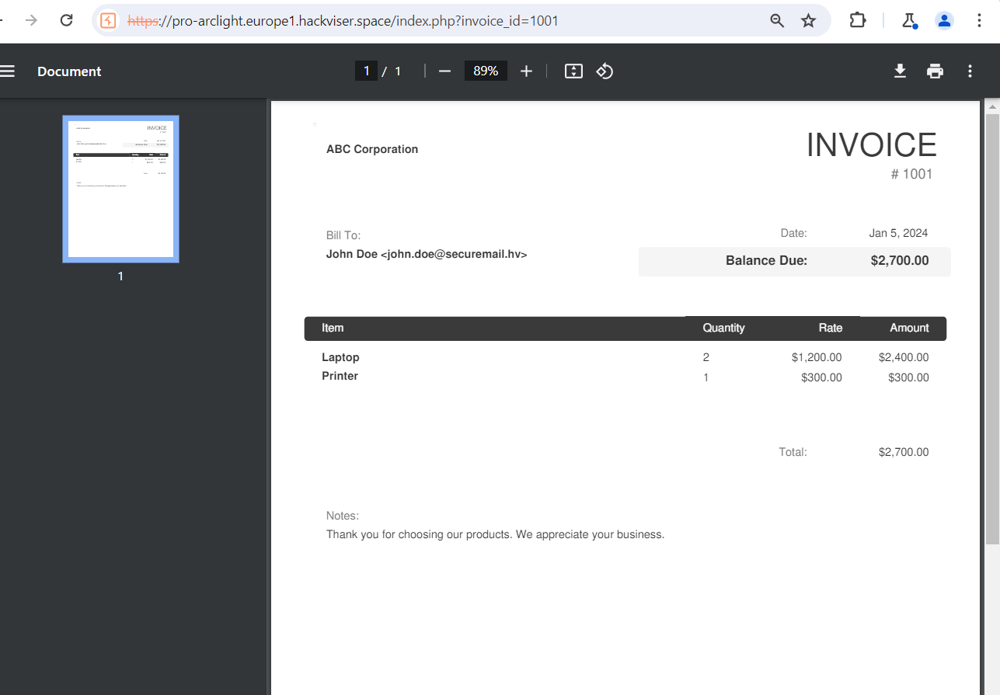 https://pro-arclight.europe1.hackviser.space/index.php?invoice_id=1001
Document
1 / 1
89%
1
ABC Corporation
INVOICE
# 1001
Bill To:
John Doe <john.doe@securemail.hv>
Date: Jan 5, 2024
Balance Due: $2,700.00
Item Quantity Rate Amount
Laptop 2 $1,200.00 $2,400.00
Printer 1 $300.00 $300.00
Total: $2,700.00
Notes:
Thank you for choosing our products. We appreciate your business.